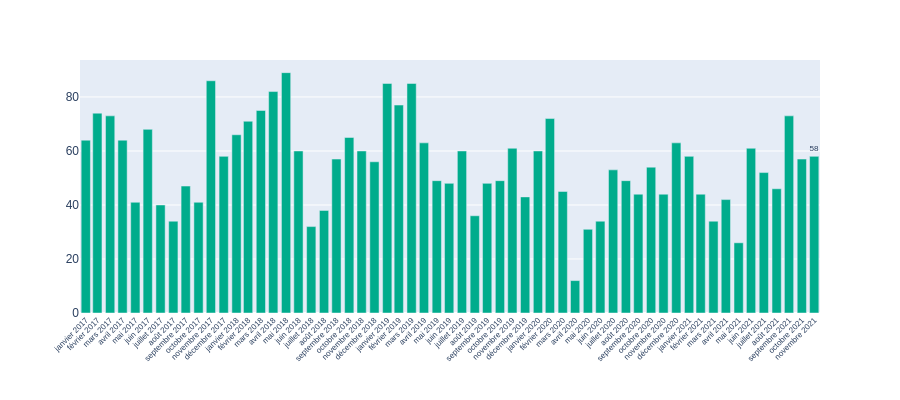 80
60
40
20
0
58
janvier 2017
février 2017
mars 2017
avril 2017
mai 2017
juin 2017
juillet 2017
août 2017
septembre 2017
octobre 2017
novembre 2017
décembre 2017
janvier 2018
février 2018
mars 2018
avril 2018
mai 2018
juin 2018
juillet 2018
août 2018
septembre 2018
octobre 2018
novembre 2018
décembre 2018
janvier 2019
février 2019
mars 2019
avril 2019
mai 2019
juin 2019
juillet 2019
août 2019
septembre 2019
octobre 2019
novembre 2019
décembre 2019
janvier 2020
février 2020
mars 2020
avril 2020
mai 2020
juin 2020
juillet 2020
août 2020
septembre 2020
octobre 2020
novembre 2020
décembre 2020
janvier 2021
février 2021
mars 2021
avril 2021
mai 2021
juin 2021
juillet 2021
août 2021
septembre 2021
octobre 2021
novembre 2021